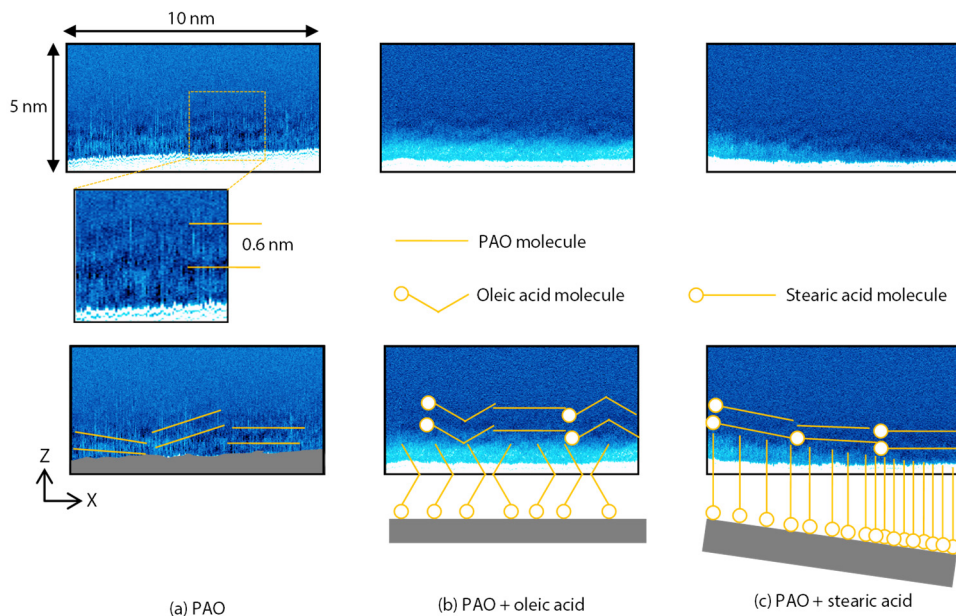 10 nm
5 nm
0.6 nm
PAO molecule
Oleic acid molecule
Stearic acid molecule
Z
X
(a) PAO
(b) PAO + oleic acid
(c) PAO + stearic acid